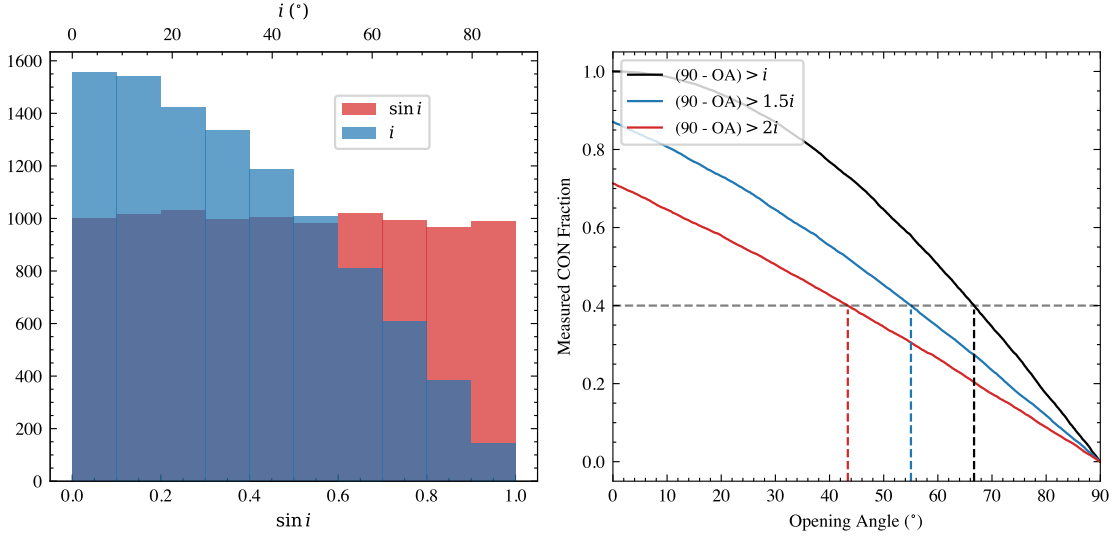 i (°)
0 20 40 60 80
1600
1400
1200
1000
800
600
400
200
0
sin i
i
0.0 0.2 0.4 0.6 0.8 1.0
sin i
(90 - OA) > i
(90 - OA) > 1.5i
(90 - OA) > 2i
Measured CON Fraction
1.0
0.8
0.6
0.4
0.2
0.0
0 10 20 30 40 50 60 70 80 90
Opening Angle (°)